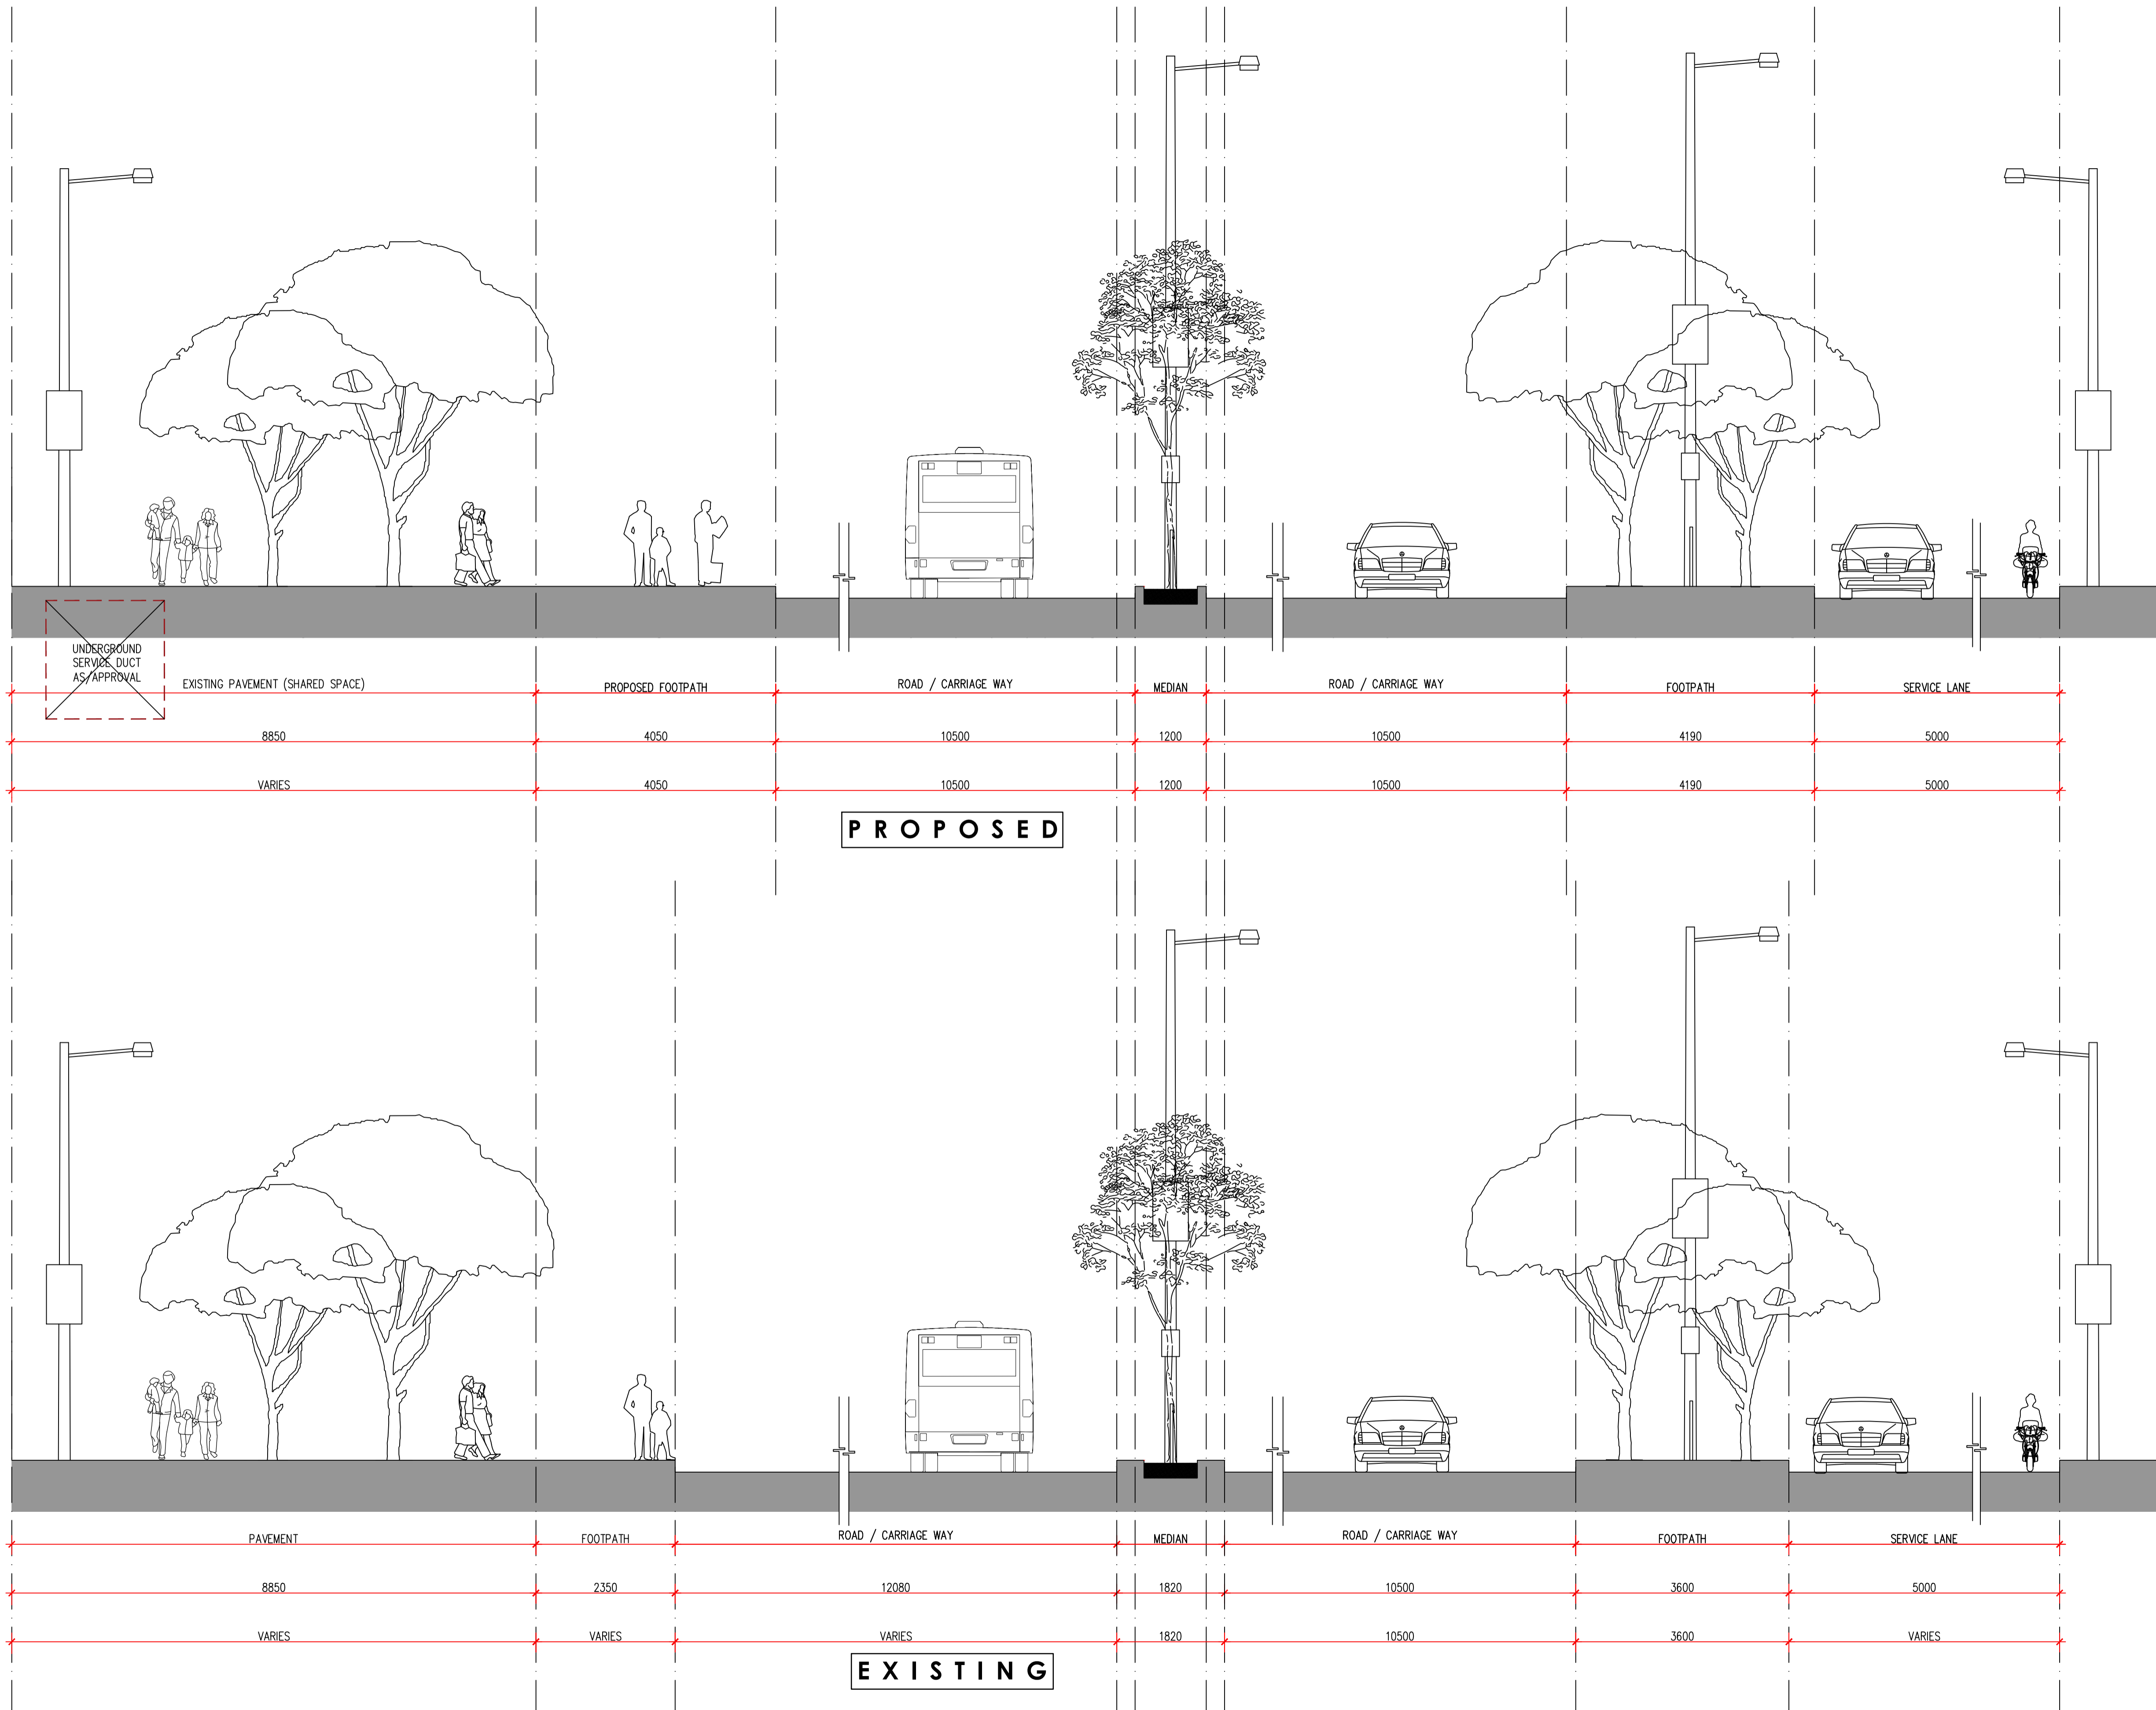 UNDERGROUND
SERVICE DUCT
AS/APPROVAL
EXISTING PAVEMENT (SHARED SPACE)
PROPOSED FOOTPATH
ROAD / CARRIAGE WAY
MEDIAN
ROAD / CARRIAGE WAY
FOOTPATH
SERVICE LANE
8850
4050
10500
1200
10500
4190
5000
VARIES
4050
10500
1200
10500
4190
5000
PROPOSED
PAVEMENT
FOOTPATH
ROAD / CARRIAGE WAY
MEDIAN
ROAD / CARRIAGE WAY
FOOTPATH
SERVICE LANE
8850
2350
12080
1820
10500
3600
5000
VARIES
VARIES
VARIES
1820
10500
3600
VARIES
EXISTING